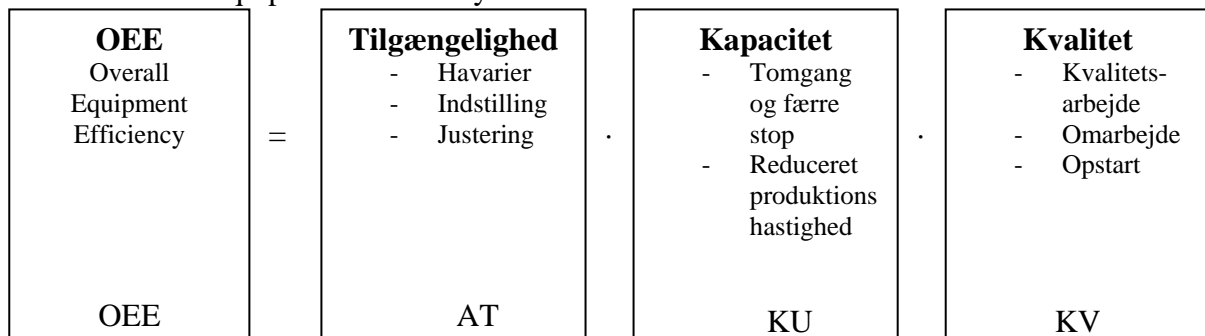 OEE
Overall
Equipment
Efficiency
OEE
=
Tilgængelighed
- Havarier
- Indstilling
- Justering
AT
·
Kapacitet
- Tomgang
og færre
stop
- Reduceret
produktions
hastighed
KU
·
Kvalitet
- Kvalitets-
arbejde
- Omarbejde
- Opstart
KV